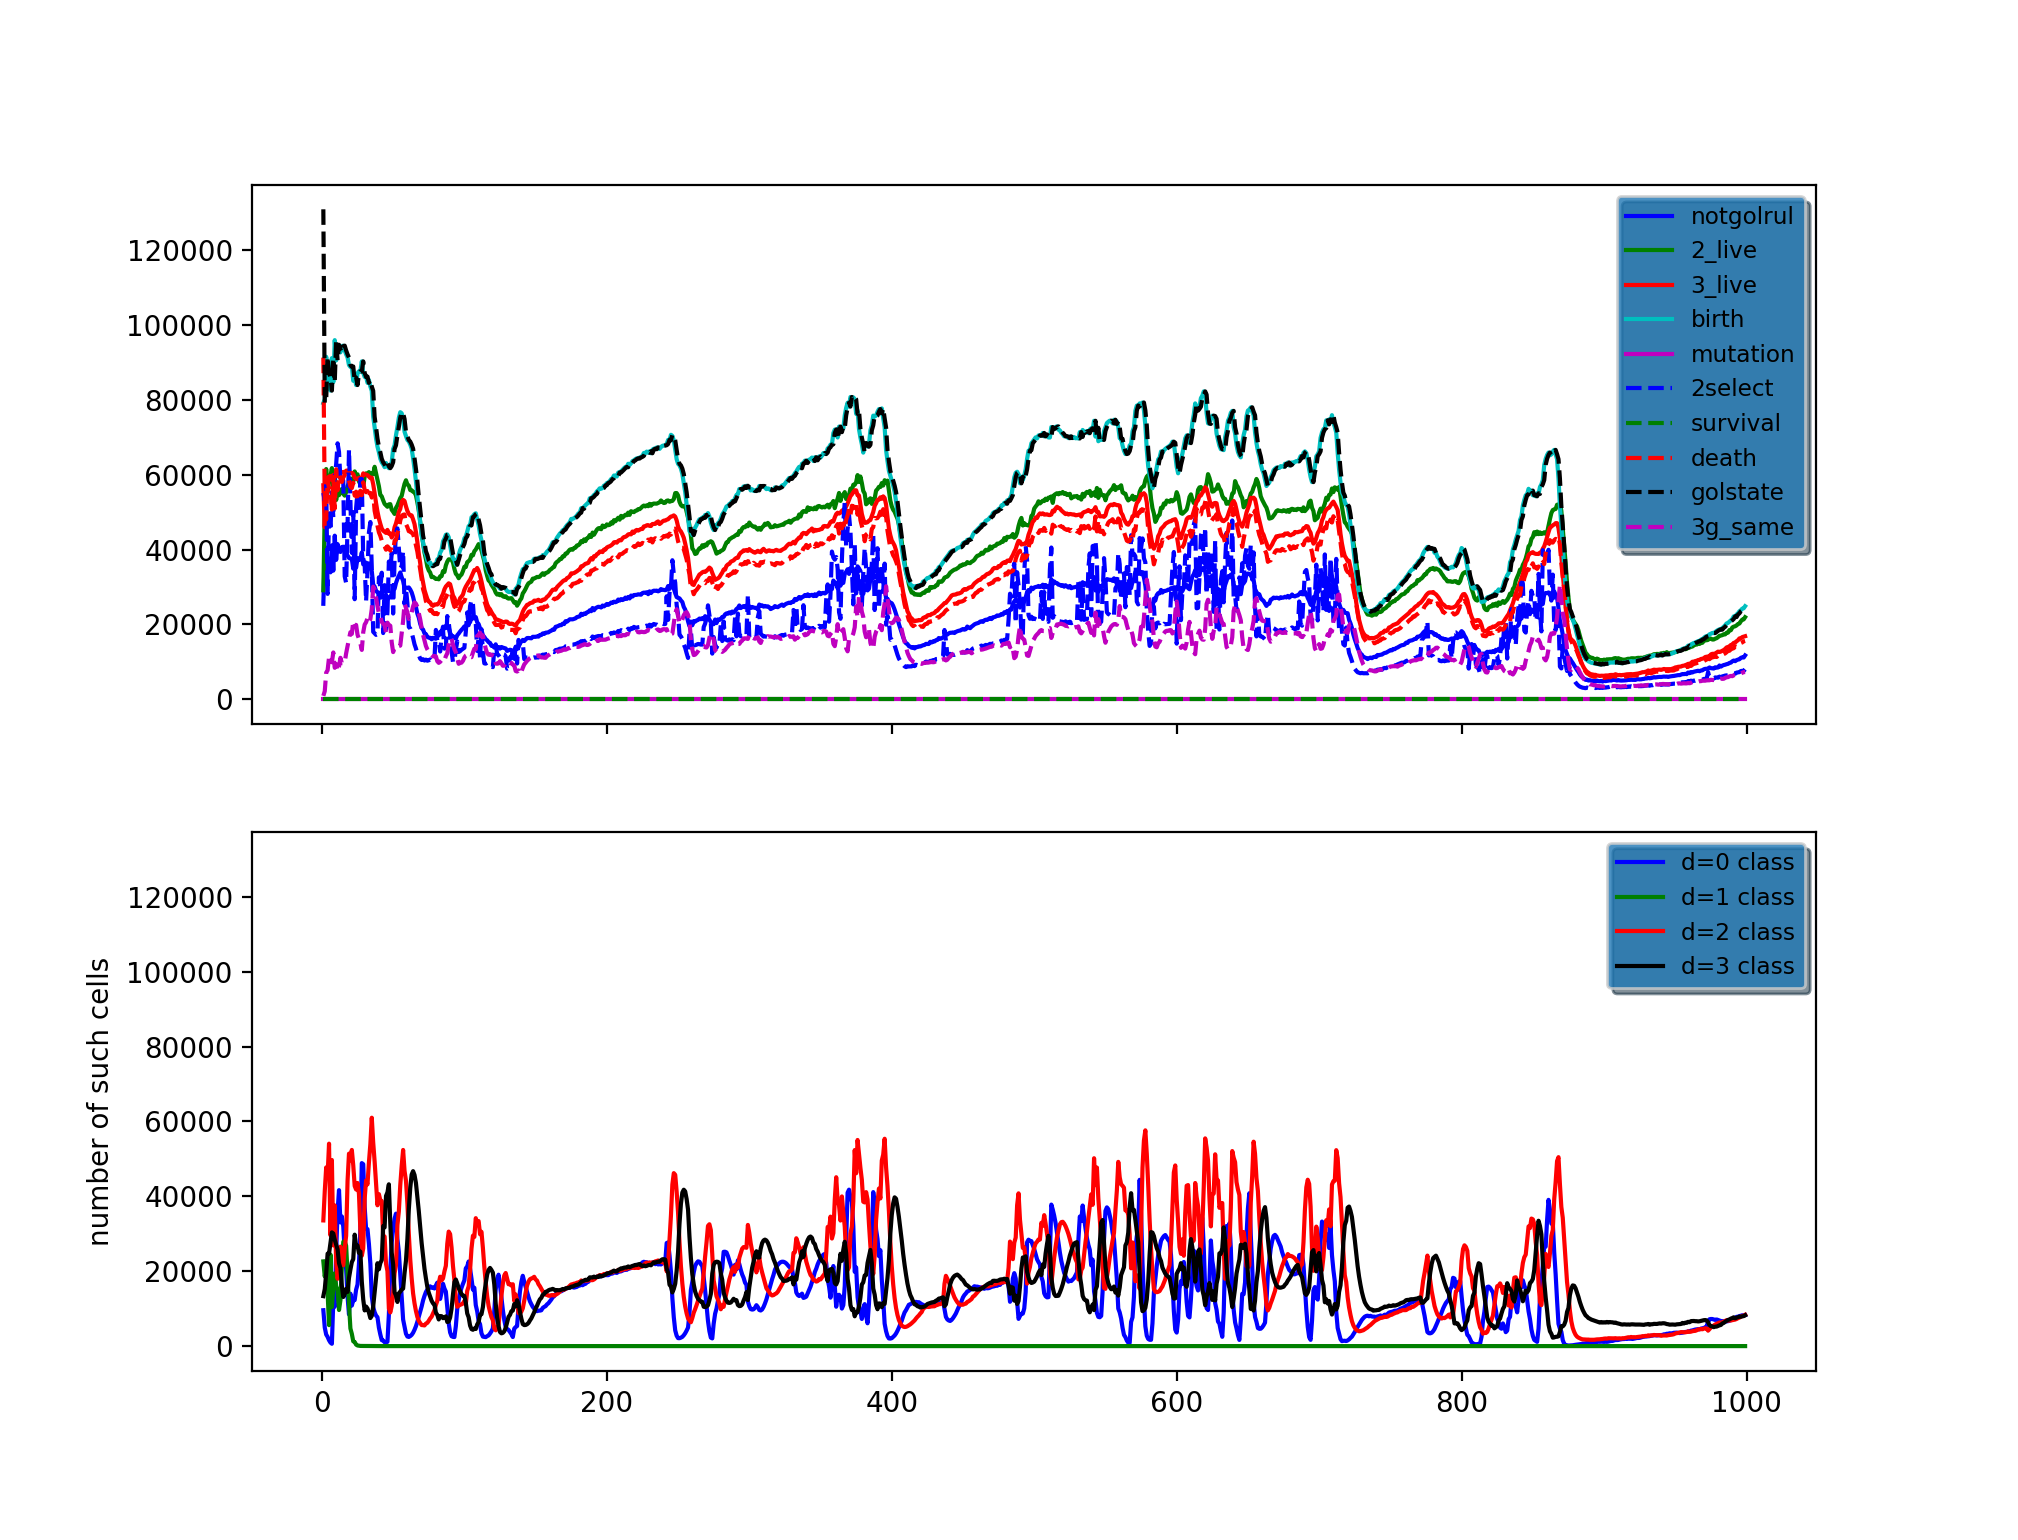 120000
100000
80000
60000
40000
20000
0
notgolrul
2_live
3_live
birth
mutation
2select
survival
death
golstate
3g_same
number of such cells
120000
100000
80000
60000
40000
20000
0
d=0 class
d=1 class
d=2 class
d=3 class
0 200 400 600 800 1000